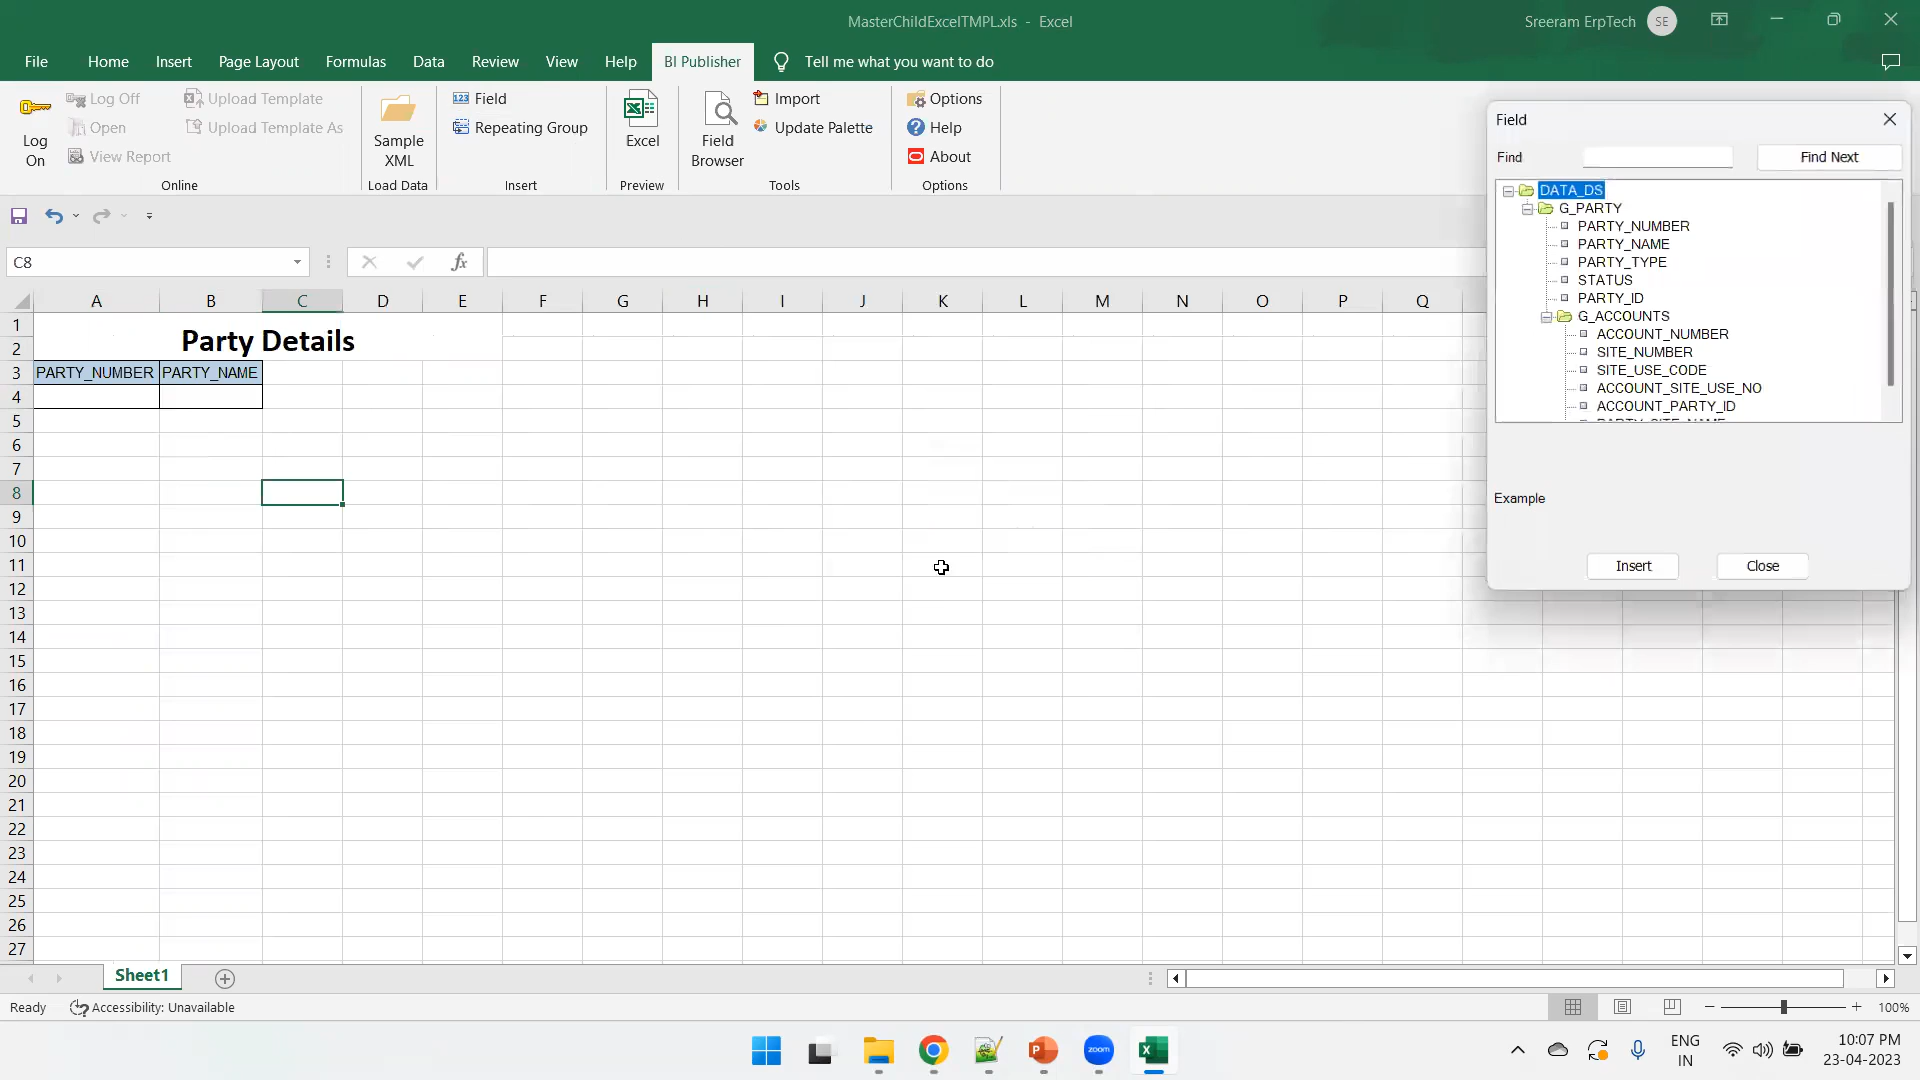 MasterChildExcelTMPL.xls - Excel
Sreeram ErpTech SE
File Home Insert Page Layout Formulas Data Review View Help BI Publisher Tell me what you want to do
Log On
Log Off
Open
View Report
Upload Template
Upload Template As
Online
Sample XML
Load Data
Field
Repeating Group
Insert
Excel
Preview
Field Browser
Import
Update Palette
Tools
Options
Help
About
Options
C8
fx
A B C D E F G H I J K L M N O P Q
1
2
3
4
5
6
7
8
9
10
11
12
13
14
15
16
17
18
19
20
21
22
23
24
25
26
27
Party Details
PARTY_NUMBER PARTY_NAME
Field
Find
Find Next
DATA_DS
G_PARTY
PARTY_NUMBER
PARTY_NAME
PARTY_TYPE
STATUS
PARTY_ID
G_ACCOUNTS
ACCOUNT_NUMBER
SITE_NUMBER
SITE_USE_CODE
ACCOUNT_SITE_USE_NO
ACCOUNT_PARTY_ID
Example
Insert Close
Sheet1
Ready Accessibility: Unavailable
100%
zoom
ENG
IN
10:07 PM
23-04-2023